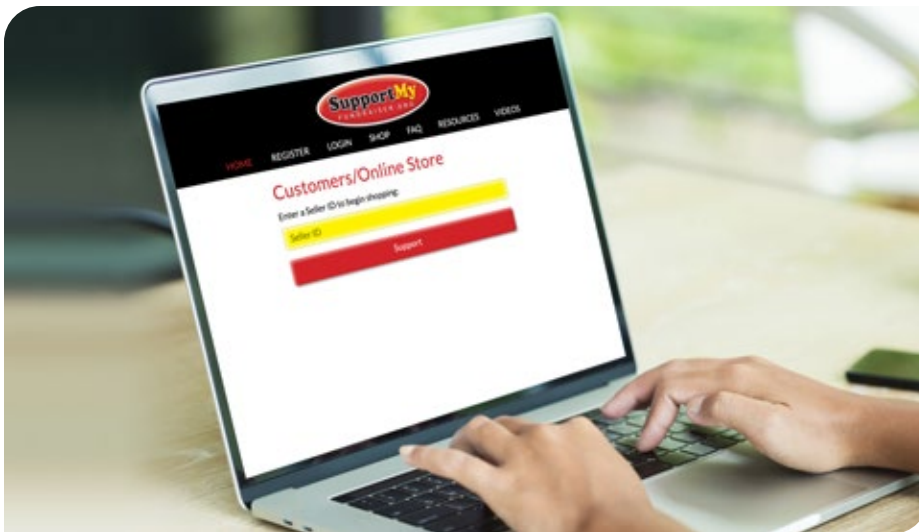 SupportMy
FUNDRAISER.ORG
HOME REGISTER LOGIN SHOP FAQ RESOURCES VIDEOS
Customers/Online Store
Enter a Seller ID to begin shopping:
Seller ID
Support